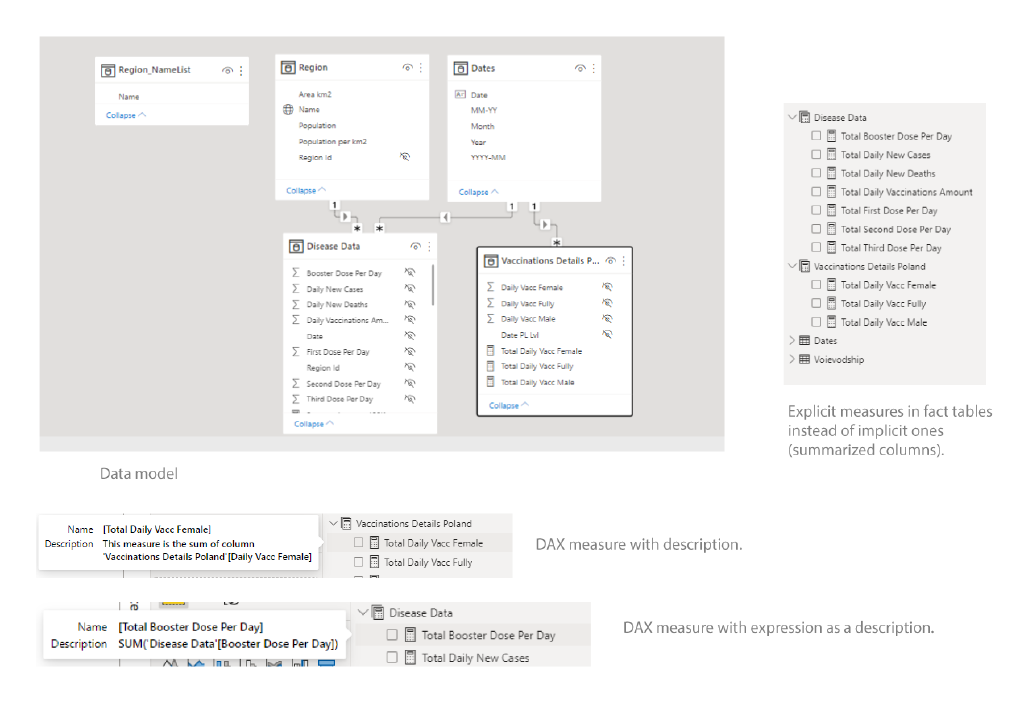 Region_NameList
Name
Collapse
Region
Area km2
Name
Population
Population per km2
Region Id
Collapse
Dates
Date
MM-YY
Month
Year
YYYY-MM
Collapse
1
1
1
*
*
*
Disease Data
Booster Dose Per Day
Daily New Cases
Daily New Deaths
Daily Vaccinations Am...
Date
First Dose Per Day
Region Id
Second Dose Per Day
Third Dose Per Day
Collapse
Vaccinations Details P...
Daily Vacc Female
Daily Vacc Fully
Daily Vacc Male
Date PL Lvl
Total Daily Vacc Female
Total Daily Vacc Fully
Total Daily Vacc Male
Collapse
Data model
Disease Data
Total Booster Dose Per Day
Total Daily New Cases
Total Daily New Deaths
Total Daily Vaccinations Amount
Total First Dose Per Day
Total Second Dose Per Day
Total Third Dose Per Day
Vaccinations Details Poland
Total Daily Vacc Female
Total Daily Vacc Fully
Total Daily Vacc Male
Dates
Voievodship
Explicit measures in fact tables
instead of implicit ones
(summarized columns).
Name [Total Daily Vacc Female]
Description This measure is the sum of column
'Vaccinations Details Poland'[Daily Vacc Female]
Vaccinations Details Poland
Total Daily Vacc Female
Total Daily Vacc Fully
DAX measure with description.
Name [Total Booster Dose Per Day]
Description SUM('Disease Data'[Booster Dose Per Day])
Disease Data
Total Booster Dose Per Day
Total Daily New Cases
DAX measure with expression as a description.